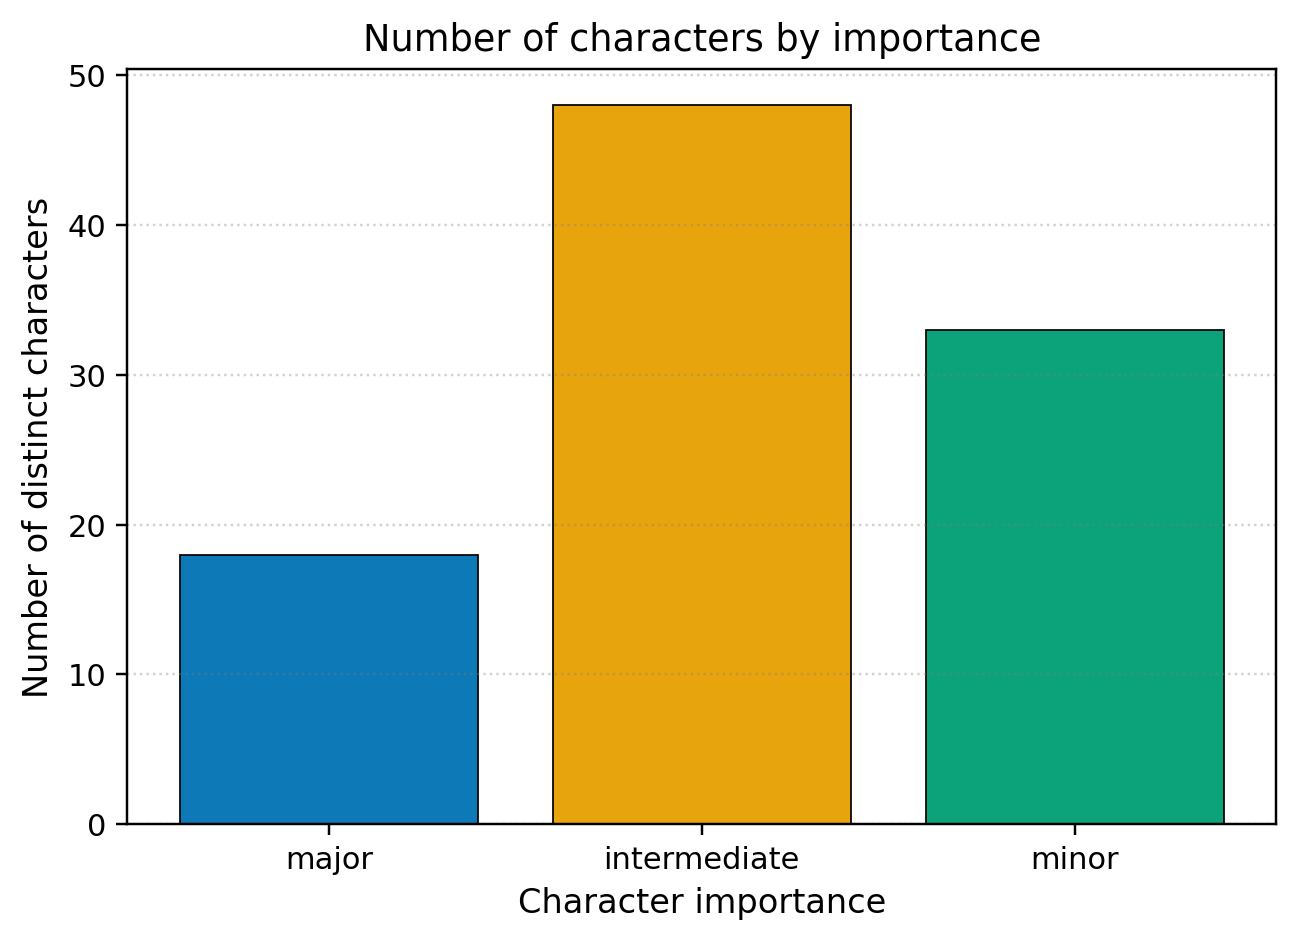 Number of characters by importance
Number of distinct characters
50
40
30
20
10
0
major intermediate minor
Character importance